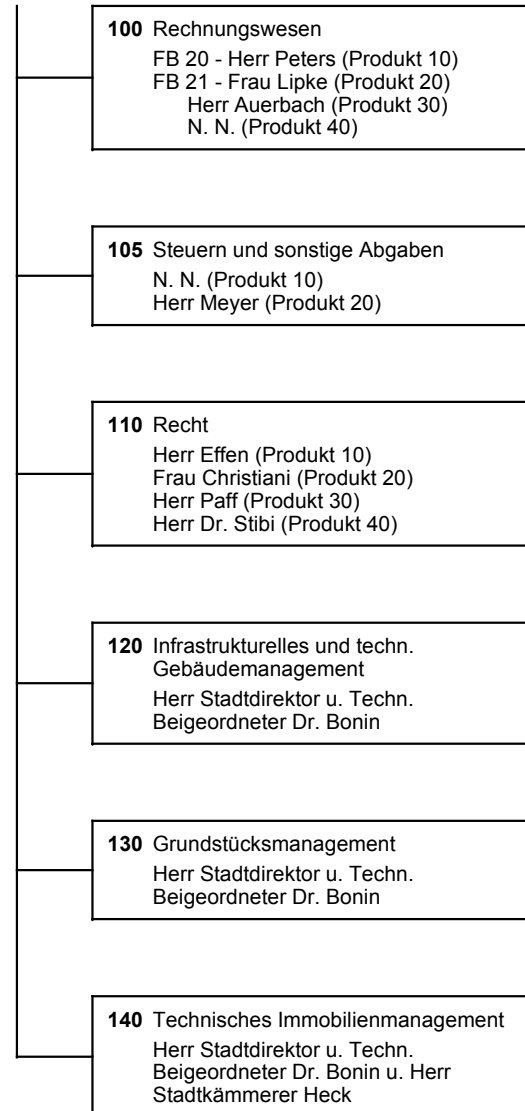 100 Rechnungswesen
FB 20 - Herr Peters (Produkt 10)
FB 21 - Frau Lipke (Produkt 20)
Herr Auerbach (Produkt 30)
N. N. (Produkt 40)
105 Steuern und sonstige Abgaben
N. N. (Produkt 10)
Herr Meyer (Produkt 20)
110 Recht
Herr Effen (Produkt 10)
Frau Christiani (Produkt 20)
Herr Paff (Produkt 30)
Herr Dr. Stibi (Produkt 40)
120 Infrastrukturelles und techn.
Gebäudemanagement
Herr Stadtdirektor u. Techn.
Beigeordneter Dr. Bonin
130 Grundstücksmanagement
Herr Stadtdirektor u. Techn.
Beigeordneter Dr. Bonin
140 Technisches Immobilienmanagement
Herr Stadtdirektor u. Techn.
Beigeordneter Dr. Bonin u. Herr
Stadtkämmerer Heck